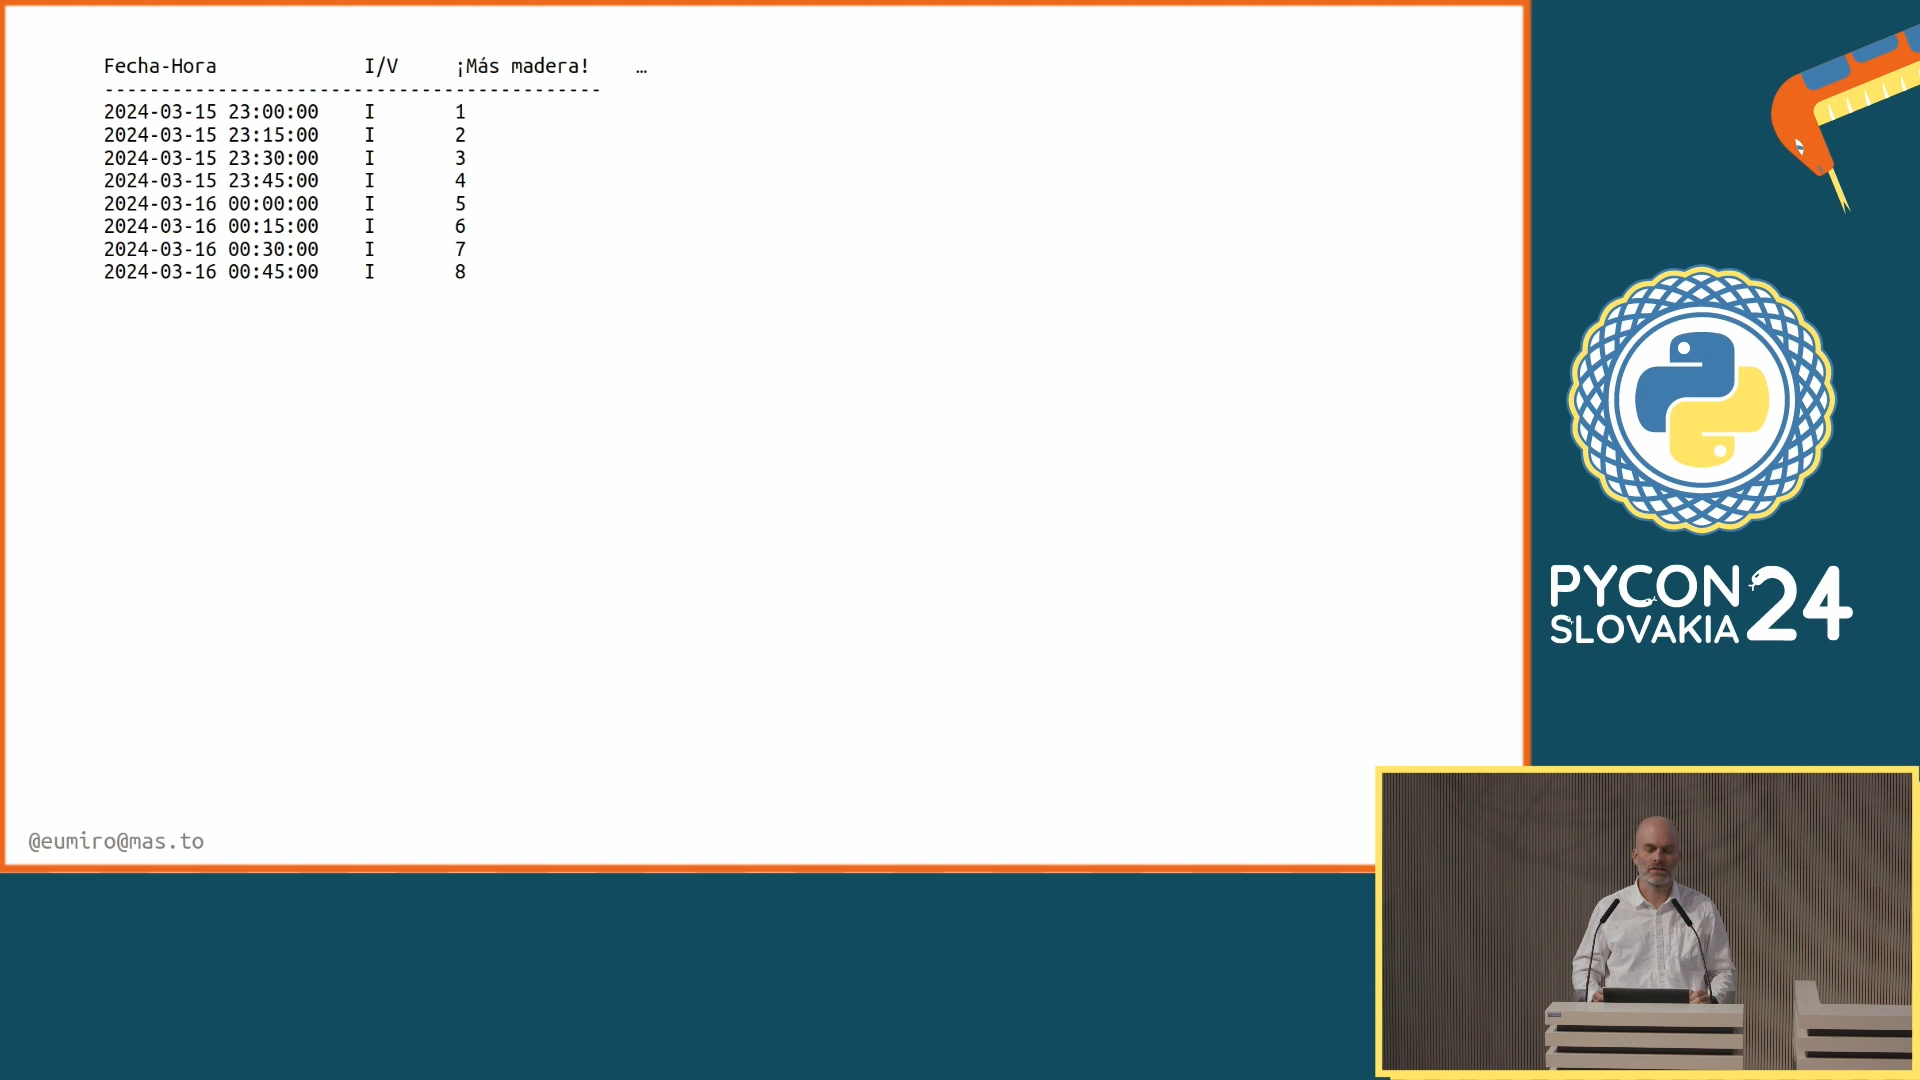 Fecha-Hora I/V ¡Más madera! …
--------------------------------------------
2024-03-15 23:00:00 I 1
2024-03-15 23:15:00 I 2
2024-03-15 23:30:00 I 3
2024-03-15 23:45:00 I 4
2024-03-16 00:00:00 I 5
2024-03-16 00:15:00 I 6
2024-03-16 00:30:00 I 7
2024-03-16 00:45:00 I 8
@eumiro@mas.to
PYCON 24
SLOVAKIA